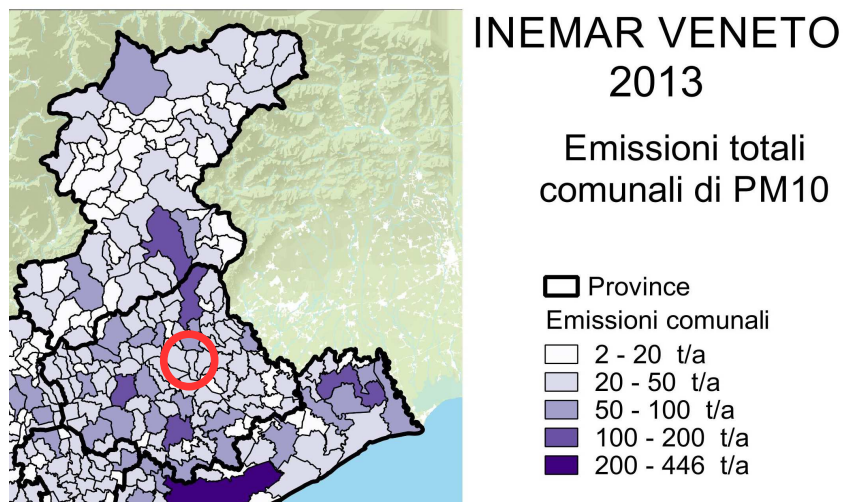 INEMAR VENETO
2013
Emissioni totali
comunali di PM10
Province
Emissioni comunali
2 - 20 t/a
20 - 50 t/a
50 - 100 t/a
100 - 200 t/a
200 - 446 t/a